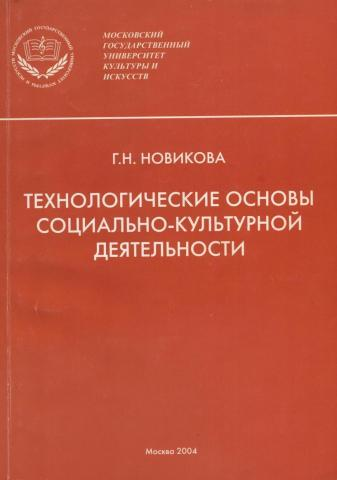 МОСКОВСКИЙ
ГОСУДАРСТВЕННЫЙ
УНИВЕРСИТЕТ
КУЛЬТУРЫ И
ИСКУССТВ
Г.Н. НОВИКОВА
ТЕХНОЛОГИЧЕСКИЕ ОСНОВЫ
СОЦИАЛЬНО-КУЛЬТУРНОЙ
ДЕЯТЕЛЬНОСТИ
Москва 2004